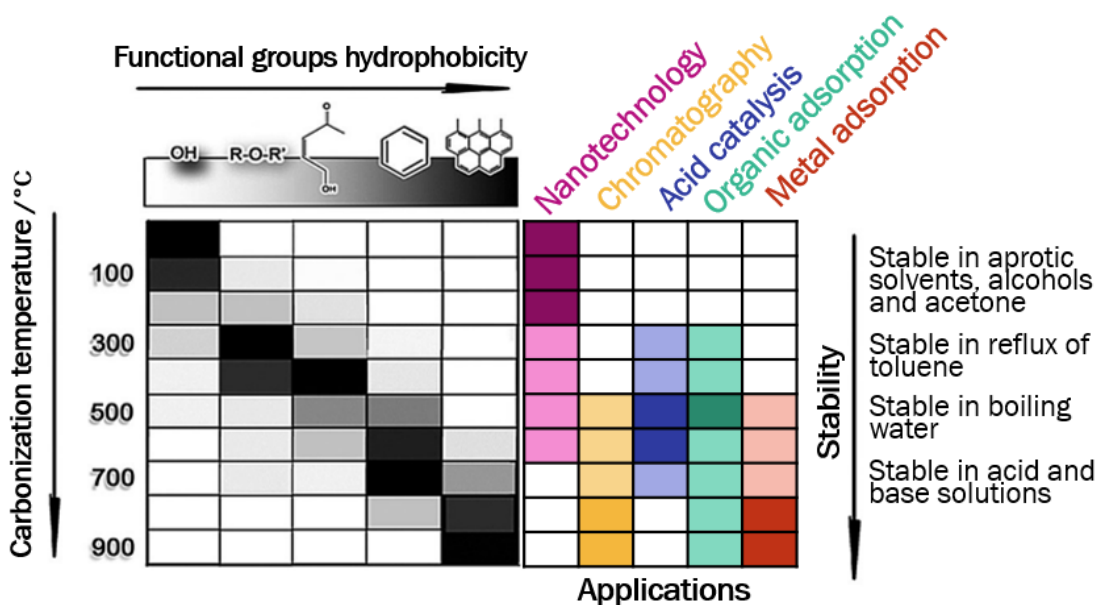 Functional groups hydrophobicity
Nanotechnology
Chromatography
Acid catalysis
Organic adsorption
Metal adsorption
O
OH
R-O-R'
OH
Carbonization temperature /°C
100
300
500
700
900
Stability
Stable in aprotic
solvents, alcohols
and acetone
Stable in reflux of
toluene
Stable in boiling
water
Stable in acid and
base solutions
Applications